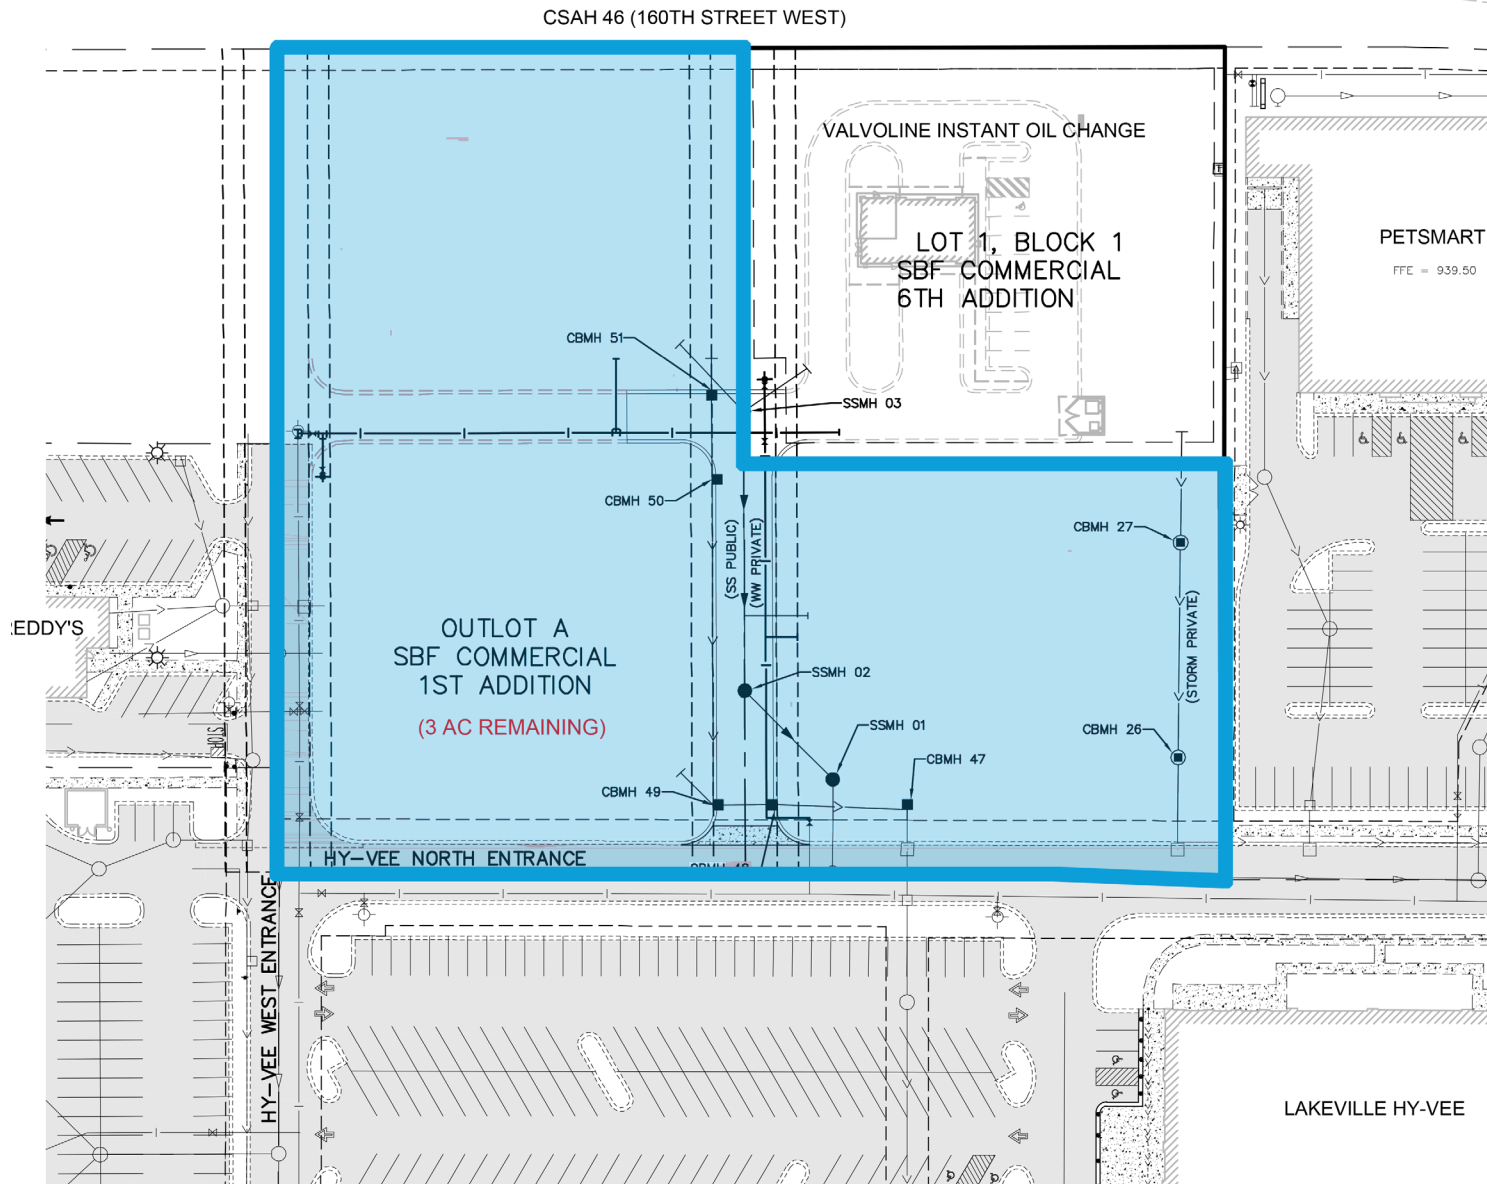 CSAH 46 (160TH STREET WEST)
VALVOLINE INSTANT OIL CHANGE
LOT 1, BLOCK 1
SBF COMMERCIAL
6TH ADDITION
PETSMART
FFE = 939.50
CBMH 51
SSMH 03
CBMH 50
(SS PUBLIC)
(WW PRIVATE)
CBMH 27
(STORM PRIVATE)
REDDY'S
OUTLOT A
SBF COMMERCIAL
1ST ADDITION
(3 AC REMAINING)
SSMH 02
SSMH 01
CBMH 26
STOP
CBMH 47
CBMH 49
HY-VEE NORTH ENTRANCE
HY-VEE WEST ENTRANCE
LAKEVILLE HY-VEE